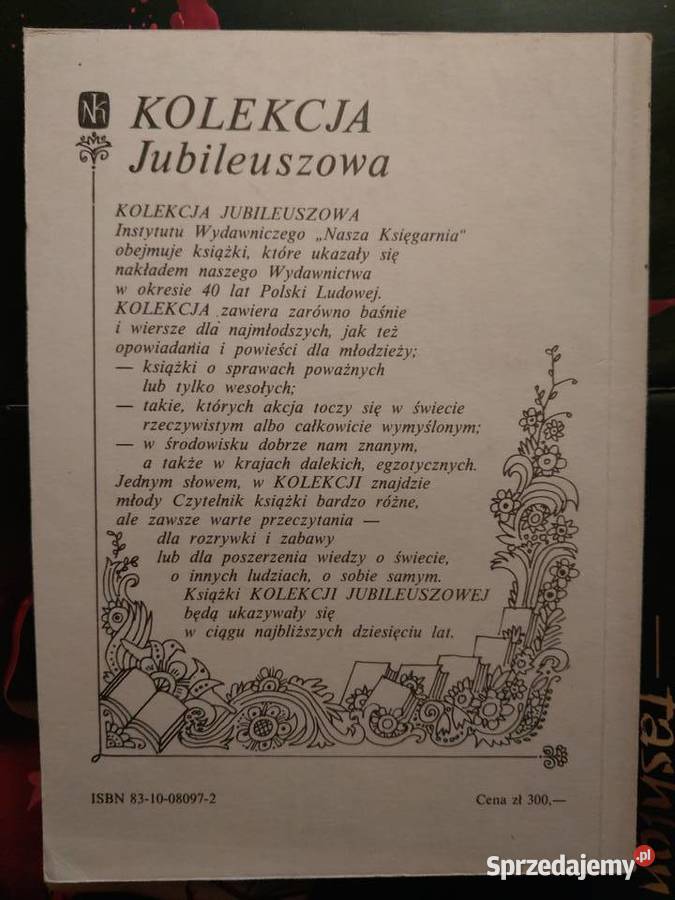 NK
KOLEKCJA
Jubileuszowa
KOLEKCJA JUBILEUSZOWA
Instytutu Wydawniczego „Nasza Księgarnia"
obejmuje książki, które ukazały się
nakładem naszego Wydawnictwa
w okresie 40 lat Polski Ludowej.
KOLEKCJA zawiera zarówno baśnie
i wiersze dla najmłodszych, jak też
opowiadania i powieści dla młodzieży;
— książki o sprawach poważnych
lub tylko wesołych;
— takie, których akcja toczy się w świecie
rzeczywistym albo całkowicie wymyślonym;
— w środowisku dobrze nam znanym,
a także w krajach dalekich, egzotycznych.
Jednym słowem, w KOLEKCJI znajdzie
młody Czytelnik książki bardzo różne,
ale zawsze warte przeczytania —
dla rozrywki i zabawy
lub dla poszerzenia wiedzy o świecie,
o innych ludziach, o sobie samym.
Książki KOLEKCJI JUBILEUSZOWEJ
będą ukazywały się
w ciągu najbliższych dziesięciu lat.
ISBN 83-10-08097-2
Cena zł 300,—
Sprzedajemy.pl